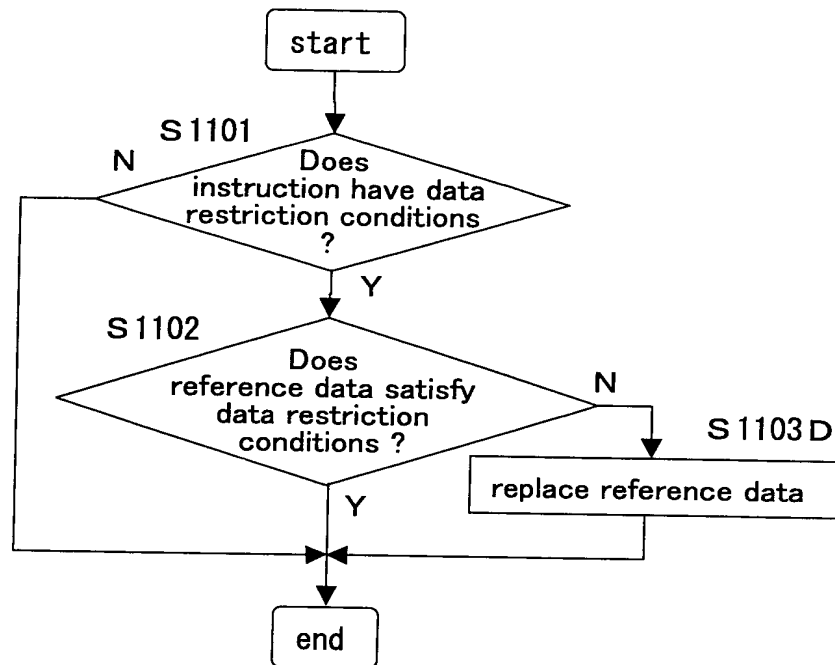 start
S1101
N
Does
instruction have data
restriction conditions
?
Y
S1102
Does
reference data satisfy
data restriction
conditions ?
N
S1103D
replace reference data
Y
end